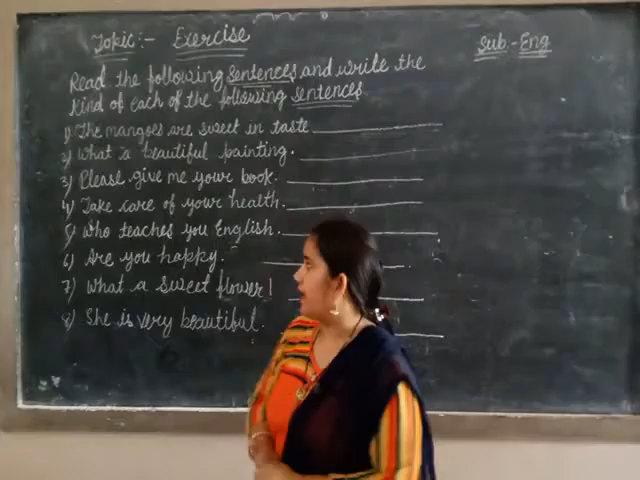 Topic:- Exercise
Sub.- Eng
Read the following sentences and write the
kind of each of the following sentences
1) The mangoes are sweet in taste
2) What a beautiful painting.
3) Please give me your book.
4) Take care of your health.
5) Who teaches you English.
6) Are you happy.
7) What a sweet flower!
8) She is very beautiful.